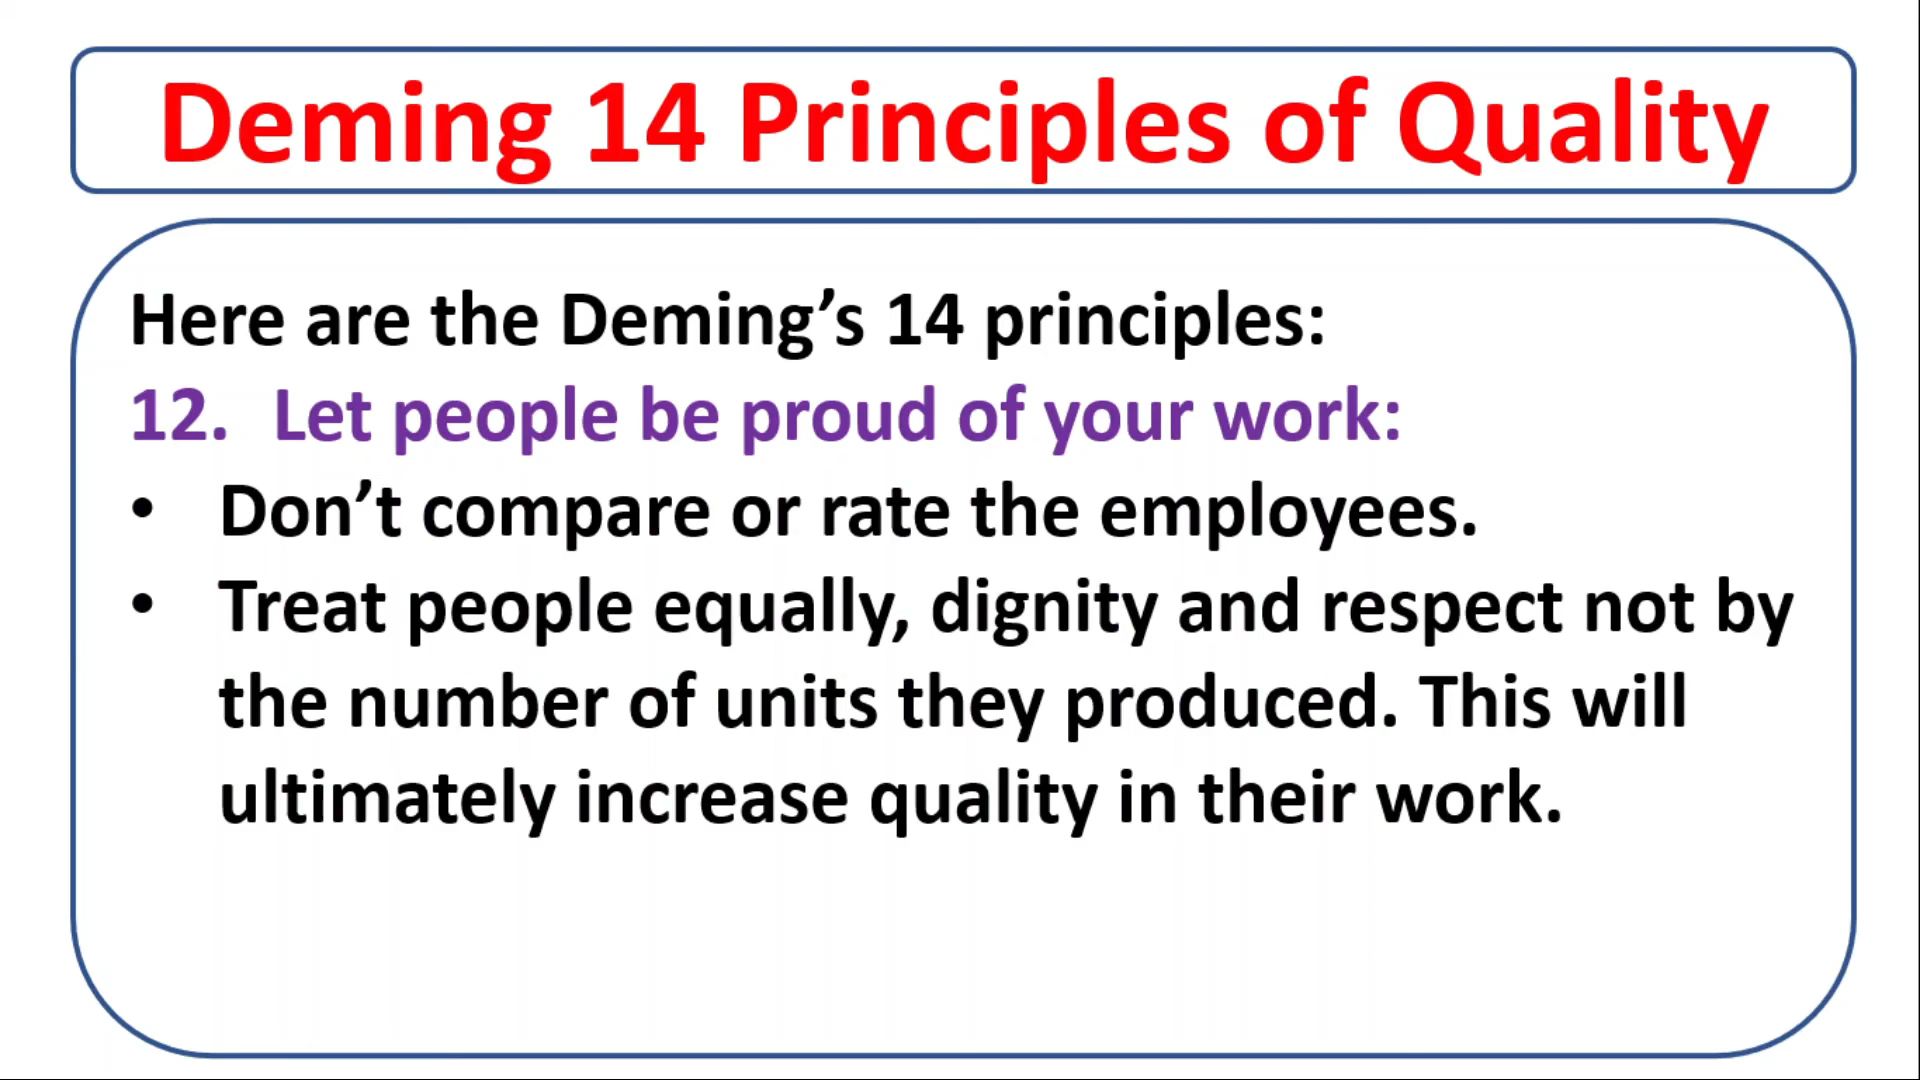 Deming 14 Principles of Quality
Here are the Deming’s 14 principles:
12. Let people be proud of your work:
• Don’t compare or rate the employees.
• Treat people equally, dignity and respect not by
the number of units they produced. This will
ultimately increase quality in their work.